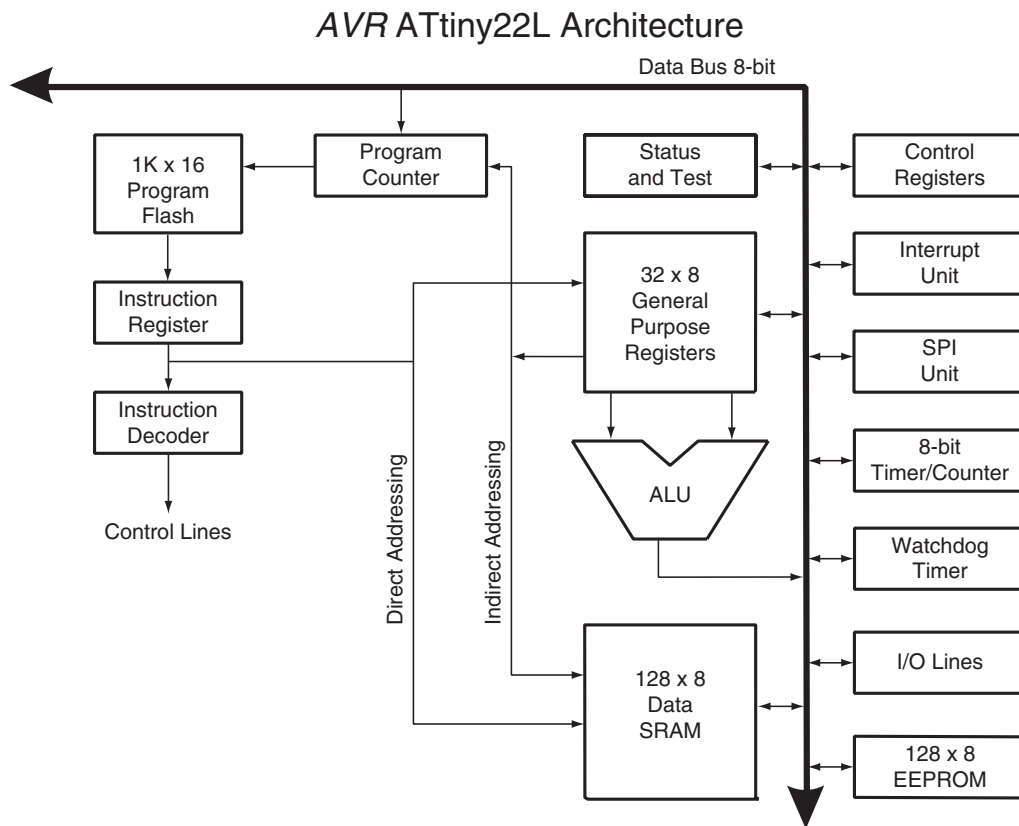 AVR ATtiny22L Architecture
Data Bus 8-bit
1K x 16
Program
Flash
Program
Counter
Status
and Test
Control
Registers
Instruction
Register
32 x 8
General
Purpose
Registers
Interrupt
Unit
SPI
Unit
Instruction
Decoder
Control Lines
Direct Addressing
Indirect Addressing
ALU
8-bit
Timer/Counter
Watchdog
Timer
128 x 8
Data
SRAM
I/O Lines
128 x 8
EEPROM